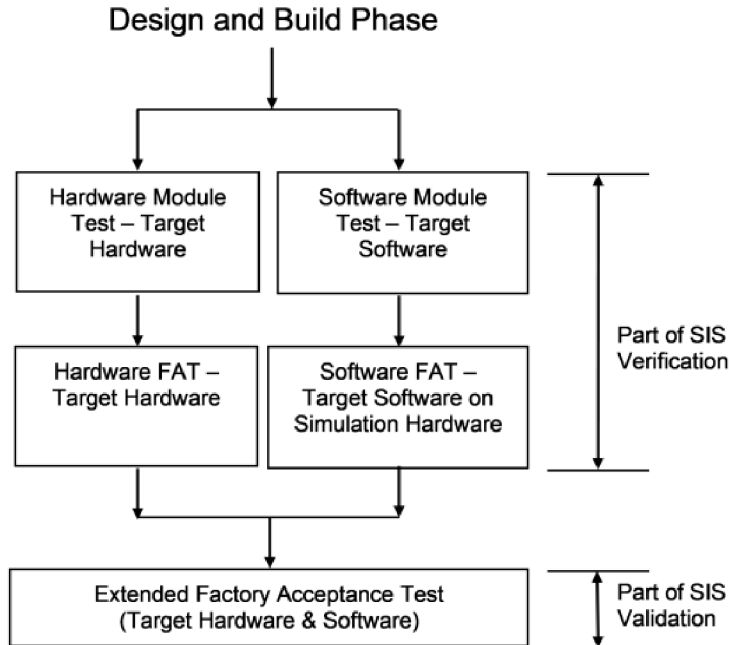 Design and Build Phase
Hardware Module
Test – Target
Hardware
Software Module
Test – Target
Software
Hardware FAT –
Target Hardware
Software FAT –
Target Software on
Simulation Hardware
Part of SIS
Verification
Extended Factory Acceptance Test
(Target Hardware & Software)
Part of SIS
Validation